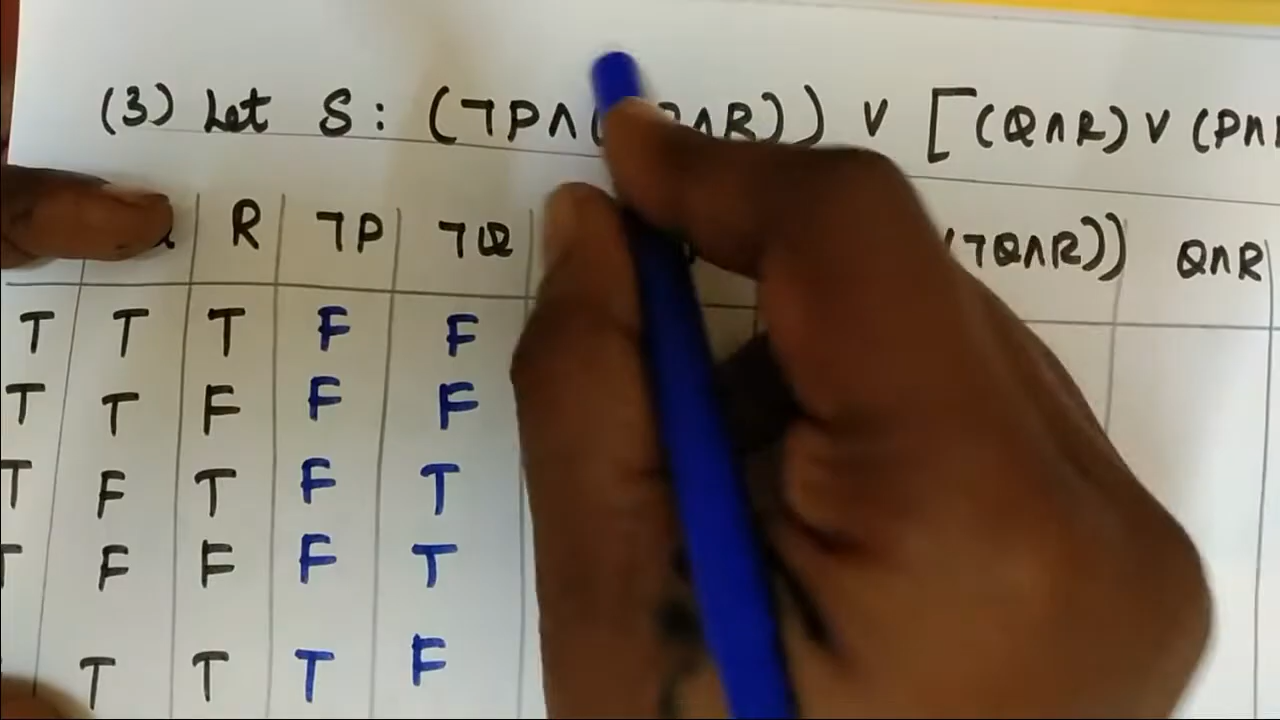 (3) Let S: (¬P∧( ∧R)) ∨ [(Q∧R) ∨ (P∧
R ¬P ¬Q (¬Q∧R)) Q∧R
T T T F F
T T F F F
T F T F T
T F F F T
T T T F